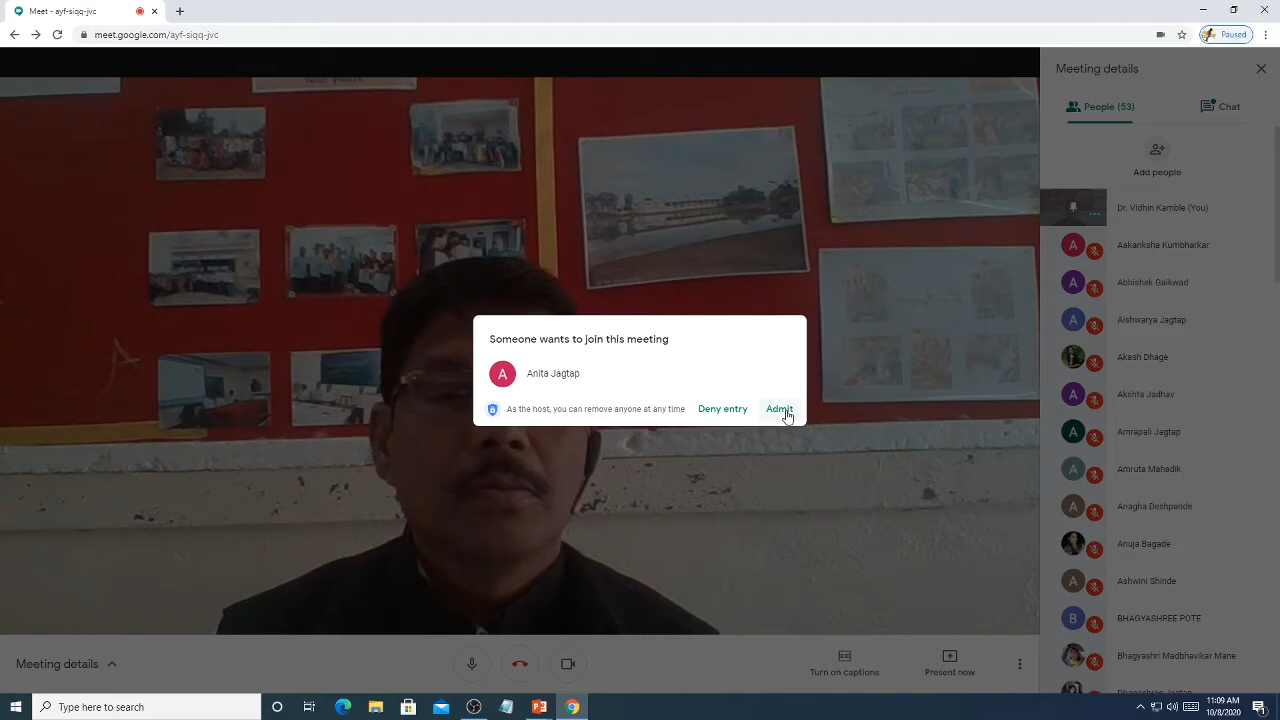 Meet - ayf-siqq-jvc
meet.google.com/ayf-siqq-jvc
Paused
Meeting details
People (53)
Chat
Add people
Dr. Vidhin Kamble (You)
A Aakanksha Kumbharkar
A Abhishek Gaikwad
A Aishwarya Jagtap
Akash Dhage
A Akshta Jadhav
A Amrapali Jagtap
A Amruta Mahadik
A Anagha Deshpande
Anuja Bagade
A Ashwini Shinde
B BHAGYASHREE POTE
Bhagyashri Madbhavikar Mane
Someone wants to join this meeting
A Anita Jagtap
As the host, you can remove anyone at any time
Deny entry
Admit
Meeting details
CC
Turn on captions
Present now
Type here to search
11:09 AM
10/8/2020